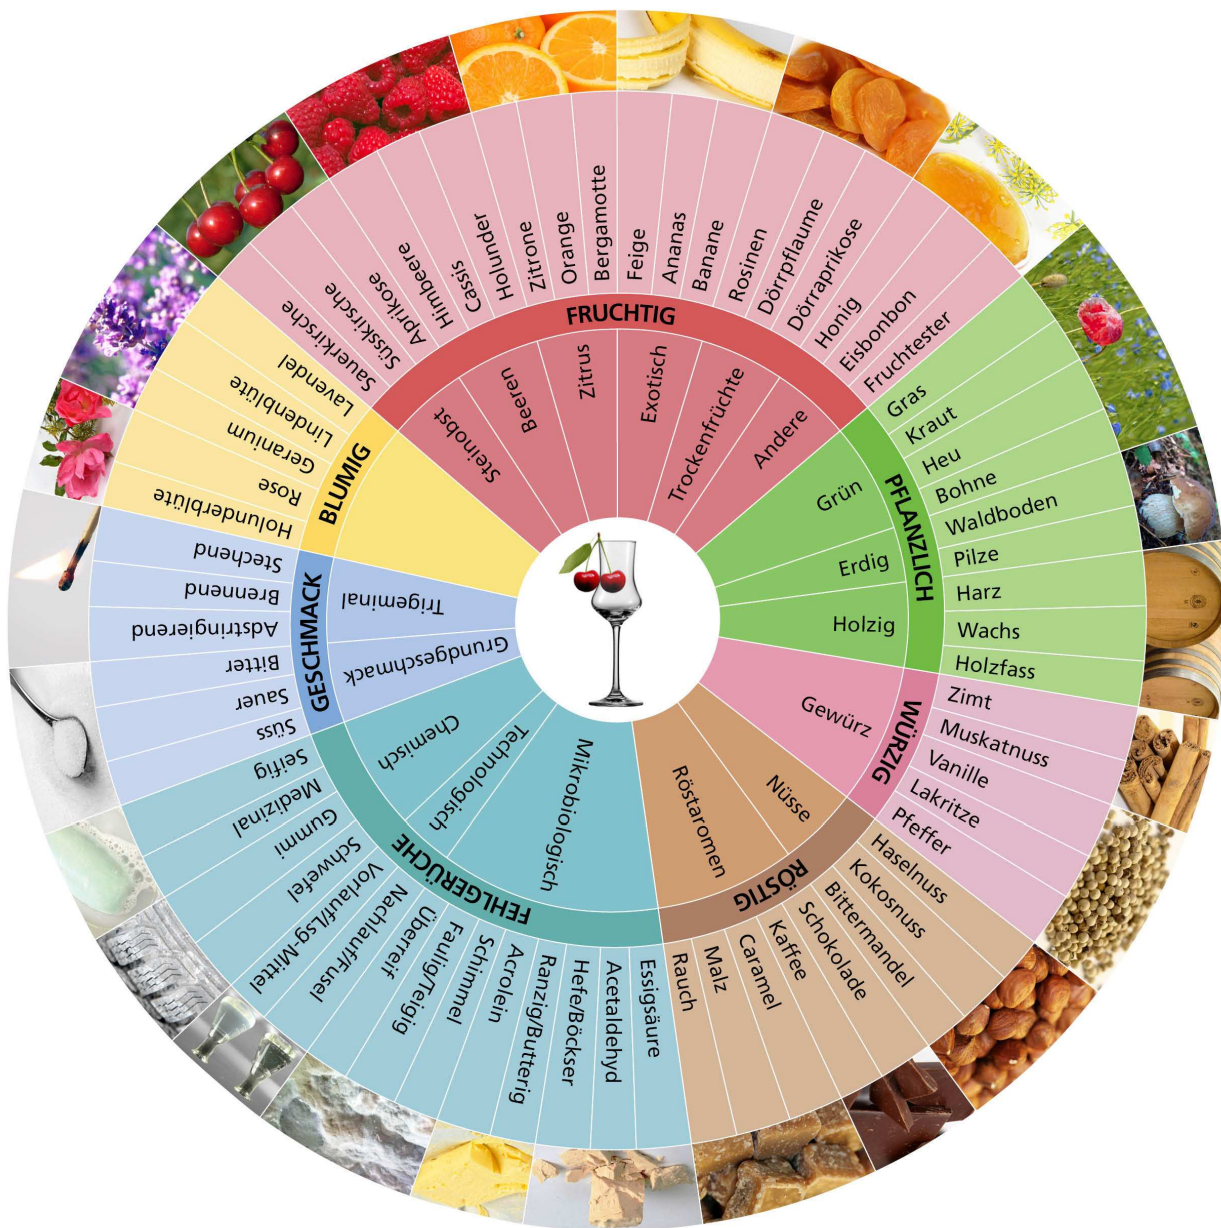 FRUCHTIG
Steinobst
Beeren
Zitrus
Exotisch
Trockenfrüchte
Andere
Sauerkirsche
Süsskirsche
Aprikose
Himbeere
Cassis
Holunder
Zitrone
Orange
Bergamotte
Feige
Ananas
Banane
Rosinen
Dörrpflaume
Dörraprikose
Honig
Eisbonbon
Fruchtester
PFLANZLICH
Grün
Erdig
Holzig
Gras
Kraut
Heu
Bohne
Waldboden
Pilze
Harz
Wachs
Holzfass
WÜRZIG
Gewürz
Zimt
Muskatnuss
Vanille
Lakritze
Pfeffer
RÖSTIG
Nüsse
Röstaromen
Haselnuss
Kokosnuss
Bittermandel
Schokolade
Kaffee
Caramel
Malz
Rauch
FEHLGERÜCHE
Mikrobiologisch
Technologisch
Chemisch
Essigsäure
Acetaldehyd
Hefe/Böckser
Ranzig/Butterig
Acrolein
Schimmel
Faulig/Teigig
Überreif
Nachlauf/Fusel
Vorlauf/Lsg-Mittel
Schwefel
Gummi
Medizinal
Seifig
GESCHMACK
Grundgeschmack
Trigeminal
Süss
Sauer
Bitter
Adstringierend
Brennend
Stechend
BLUMIG
Holunderblüte
Rose
Geranium
Lindenblüte
Lavendel